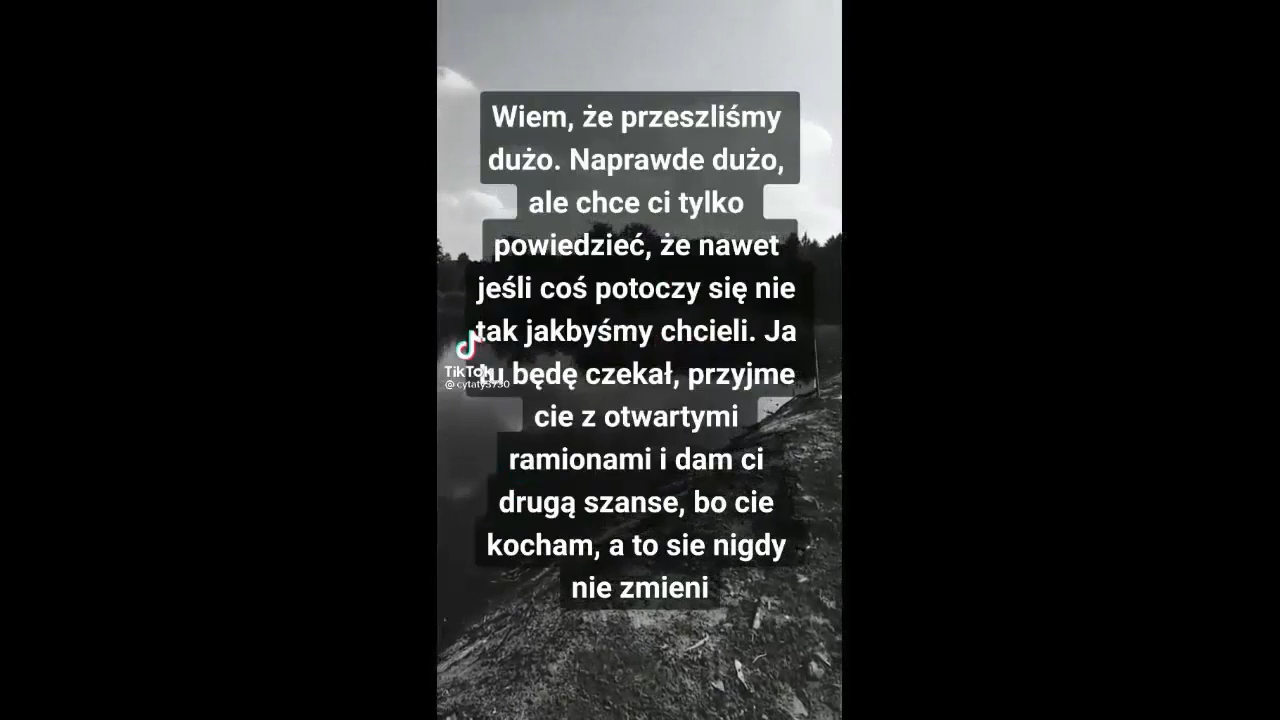 Wiem, że przeszliśmy
dużo. Naprawde dużo,
ale chce ci tylko
powiedzieć, że nawet
jeśli coś potoczy się nie
tak jakbyśmy chcieli. Ja
tu będę czekał, przyjme
cie z otwartymi
ramionami i dam ci
drugą szanse, bo cie
kocham, a to sie nigdy
nie zmieni
TikTok
@cytaty5730